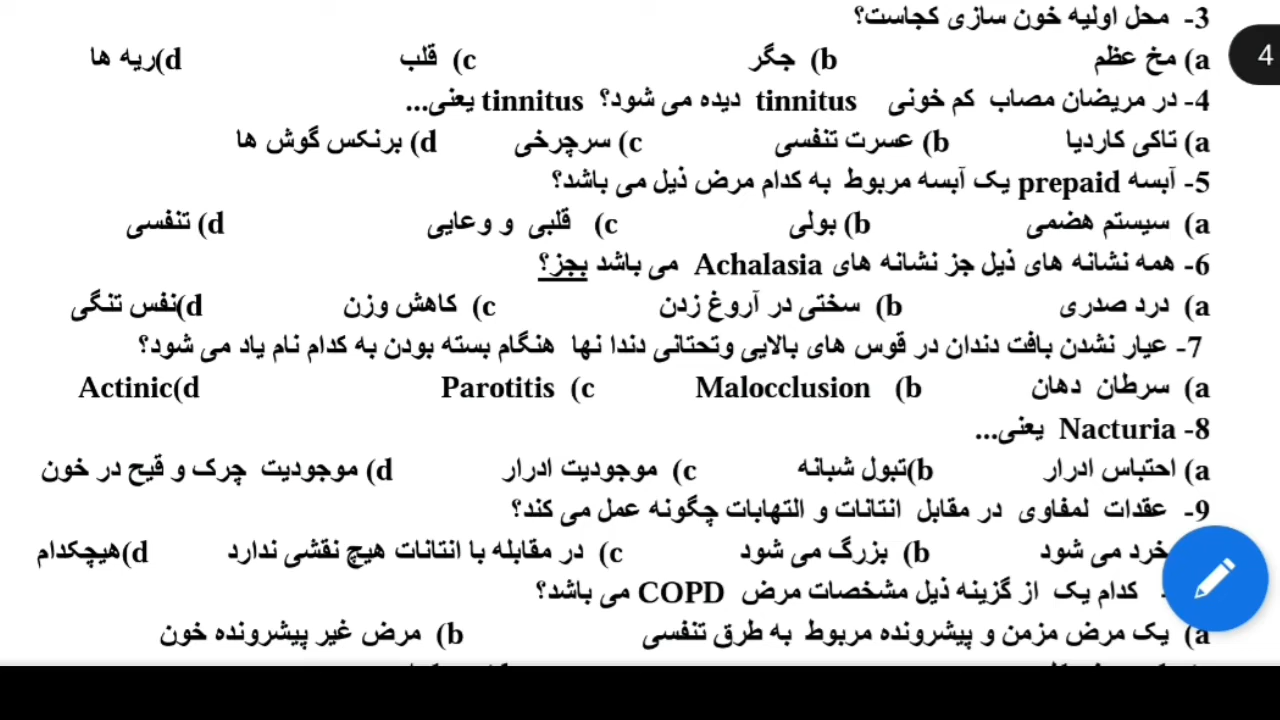 3- محل اولیه خون سازی کجاست؟
4
a) مخ عظم b) جگر c) قلب d)ریه ها
4- در مریضان مصاب کم خونی tinnitus دیده می شود؟ tinnitus یعنی...
a) تاکی کاردیا b) عسرت تنفسی c) سرچرخی d) برنکس گوش ها
5- آبسه prepaid یک آبسه مربوط به کدام مرض ذیل می باشد؟
a) سیستم هضمی b) بولی c) قلبی و وعایی d) تنفسی
6- همه نشانه های ذیل جز نشانه های Achalasia می باشد بجز؟
a) درد صدری b) سختی در آروغ زدن c) کاهش وزن d)نفس تنگی
7- عیار نشدن بافت دندان در قوس های بالایی وتحتانی دندا نها هنگام بسته بودن به کدام نام یاد می شود؟
a) سرطان دهان b) Malocclusion c) Parotitis d)Actinic
8- Nacturia یعنی...
a) احتباس ادرار b)تبول شبانه c) موجودیت ادرار d) موجودیت چرک و قیح در خون
9- عقدات لمفاوی در مقابل انتانات و التهابات چگونه عمل می کند؟
خرد می شود b) بزرگ می شود c) در مقابله با انتانات هیچ نقشی ندارد d)هیچکدام
کدام یک از گزینه ذیل مشخصات مرض COPD می باشد؟
a) یک مرض مزمن و پیشرونده مربوط به طرق تنفسی b) مرض غیر پیشرونده خون